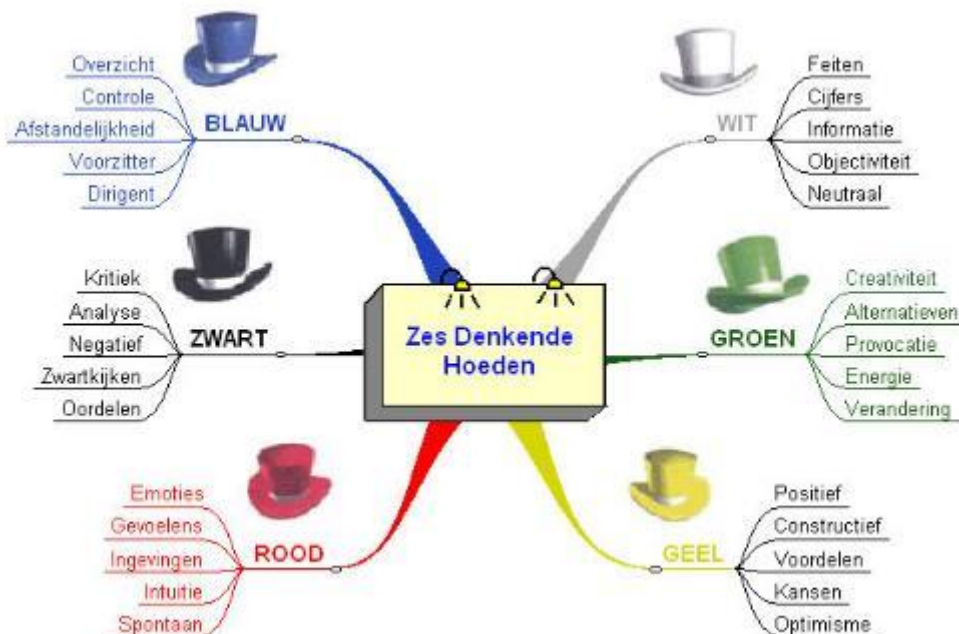 Overzicht
Controle
Afstandelijkheid
Voorzitter
Dirigent
BLAUW
WIT
Feiten
Cijfers
Informatie
Objectiviteit
Neutraal
Kritiek
Analyse
Negatief
Zwartkijken
Oordelen
ZWART
Zes Denkende
Hoeden
GROEN
Creativiteit
Alternatieven
Provocatie
Energie
Verandering
Emoties
Gevoelens
Ingevingen
Intuitie
Spontaan
ROOD
GEEL
Positief
Constructief
Voordelen
Kansen
Optimisme